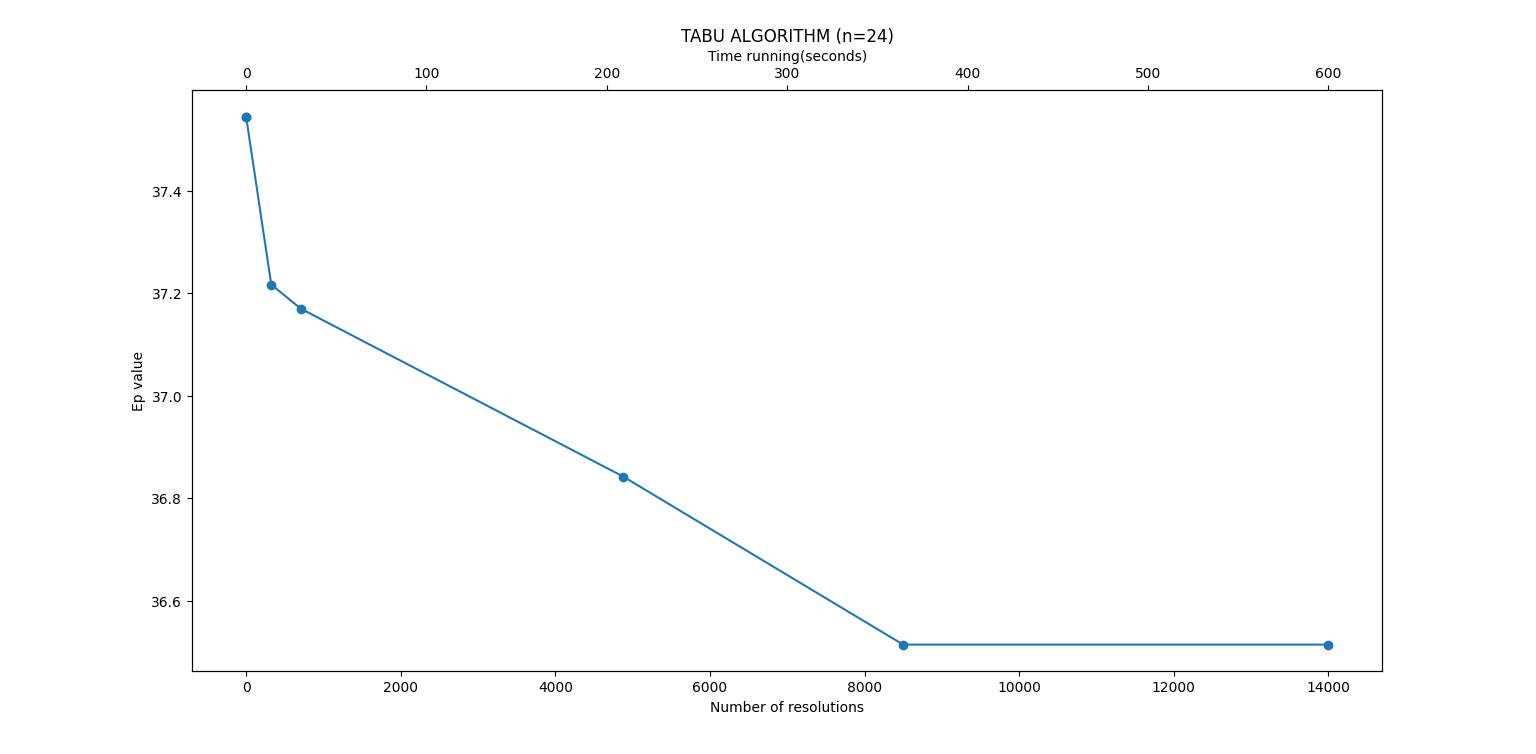 TABU ALGORITHM (n=24)
Time running(seconds)
0 100 200 300 400 500 600
Ep value
37.4
37.2
37.0
36.8
36.6
0 2000 4000 6000 8000 10000 12000 14000
Number of resolutions